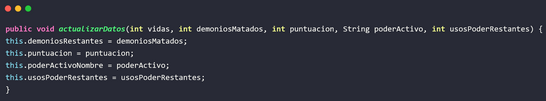 public void actualizarDatos(int vidas, int demoniosMatados, int puntuacion, String poderActivo, int usosPoderRestantes) {
this.demoniosRestantes = demoniosMatados;
this.puntuacion = puntuacion;
this.poderActivoNombre = poderActivo;
this.usosPoderRestantes = usosPoderRestantes;
}